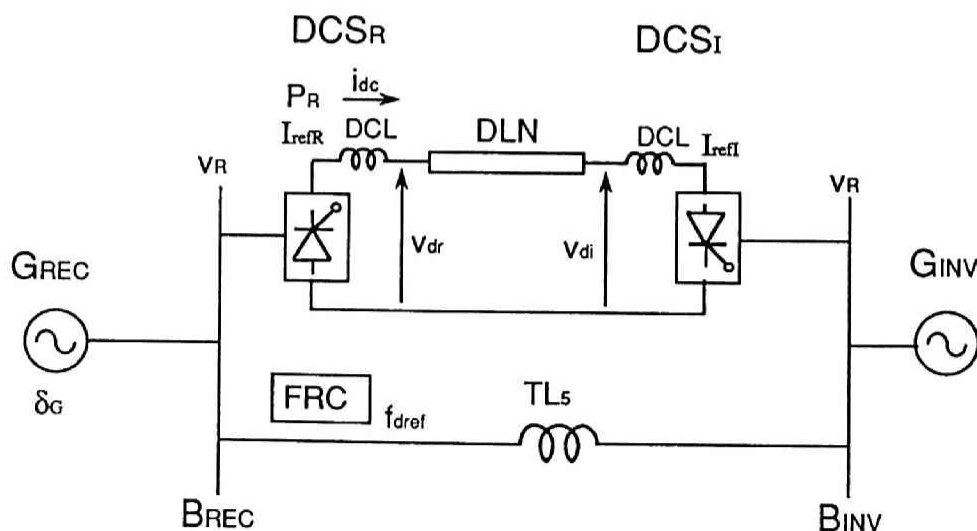 DCSR
DCSI
PR
idc
IrefR
DCL
DLN
DCL
IrefI
VR
VR
Vdr
Vdi
GREC
GINV
δG
FRC
fdref
TL5
BREC
BINV